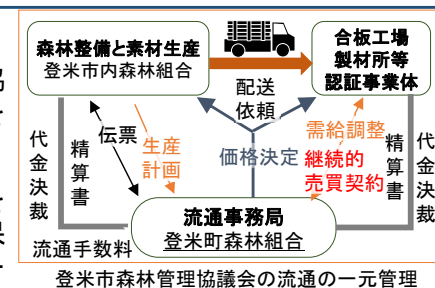 森林整備と素材生産
登米市内森林組合
合板工場
製材所等
認証事業体
配送
依頼
伝票
生産
計画
価格決定
需給調整
継続的
売買契約
代金決裁
精算書
精算書
代金決裁
流通事務局
登米町森林組合
流通手数料
登米市森林管理協議会の流通の一元管理